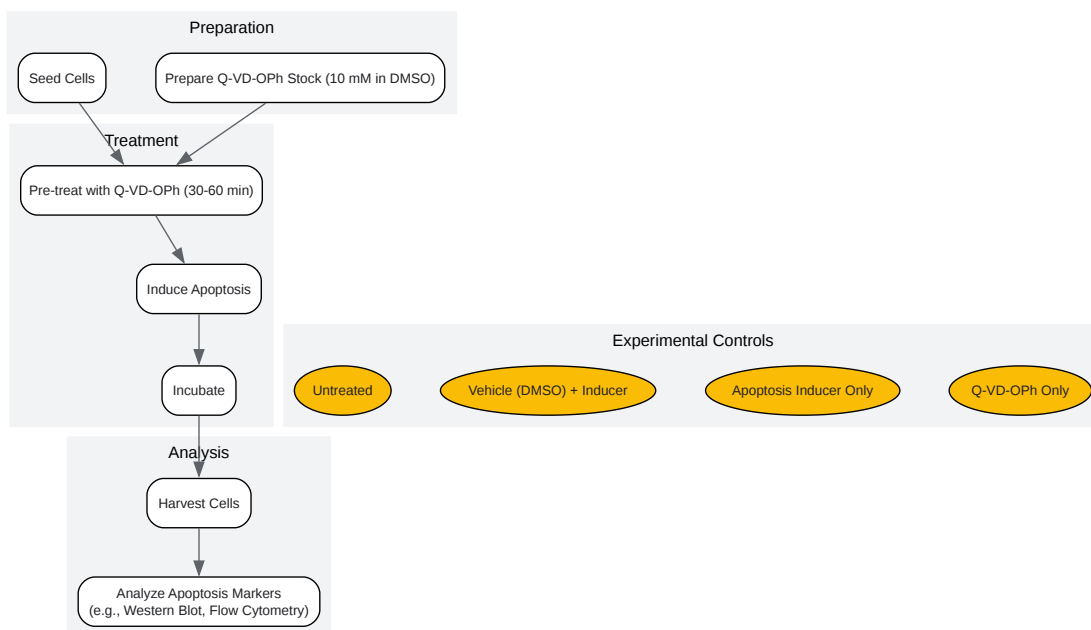 Preparation
Seed Cells
Prepare Q-VD-OPh Stock (10 mM in DMSO)
Treatment
Pre-treat with Q-VD-OPh (30-60 min)
Induce Apoptosis
Incubate
Experimental Controls
Untreated
Vehicle (DMSO) + Inducer
Apoptosis Inducer Only
Q-VD-OPh Only
Analysis
Harvest Cells
Analyze Apoptosis Markers
(e.g., Western Blot, Flow Cytometry)